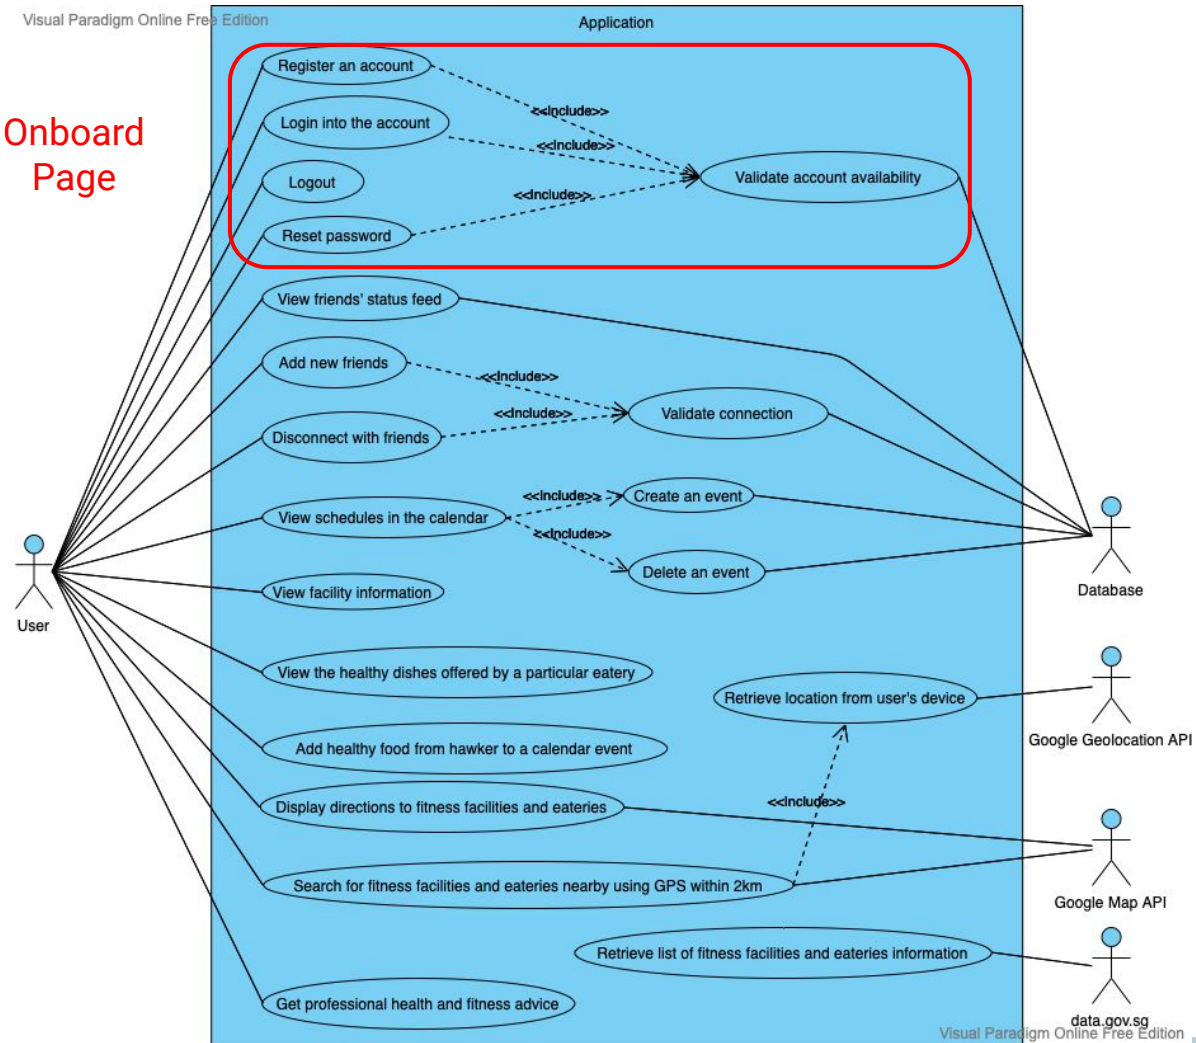 Visual Paradigm Online Free Edition
Application
Onboard
Page
Register an account
<<Include>>
Login into the account
<<Include>>
Validate account availability
Logout
<<Include>>
Reset password
View friends' status feed
Add new friends
<<Include>>
<<Include>>
Validate connection
Disconnect with friends
<<Include>>
Create an event
View schedules in the calendar
<<Include>>
Delete an event
Database
View facility information
User
View the healthy dishes offered by a particular eatery
Retrieve location from user's device
Google Geolocation API
Add healthy food from hawker to a calendar event
<<Include>>
Display directions to fitness facilities and eateries
Search for fitness facilities and eateries nearby using GPS within 2km
Google Map API
Retrieve list of fitness facilities and eateries information
Get professional health and fitness advice
data.gov.sg
Visual Paradigm Online Free Edition